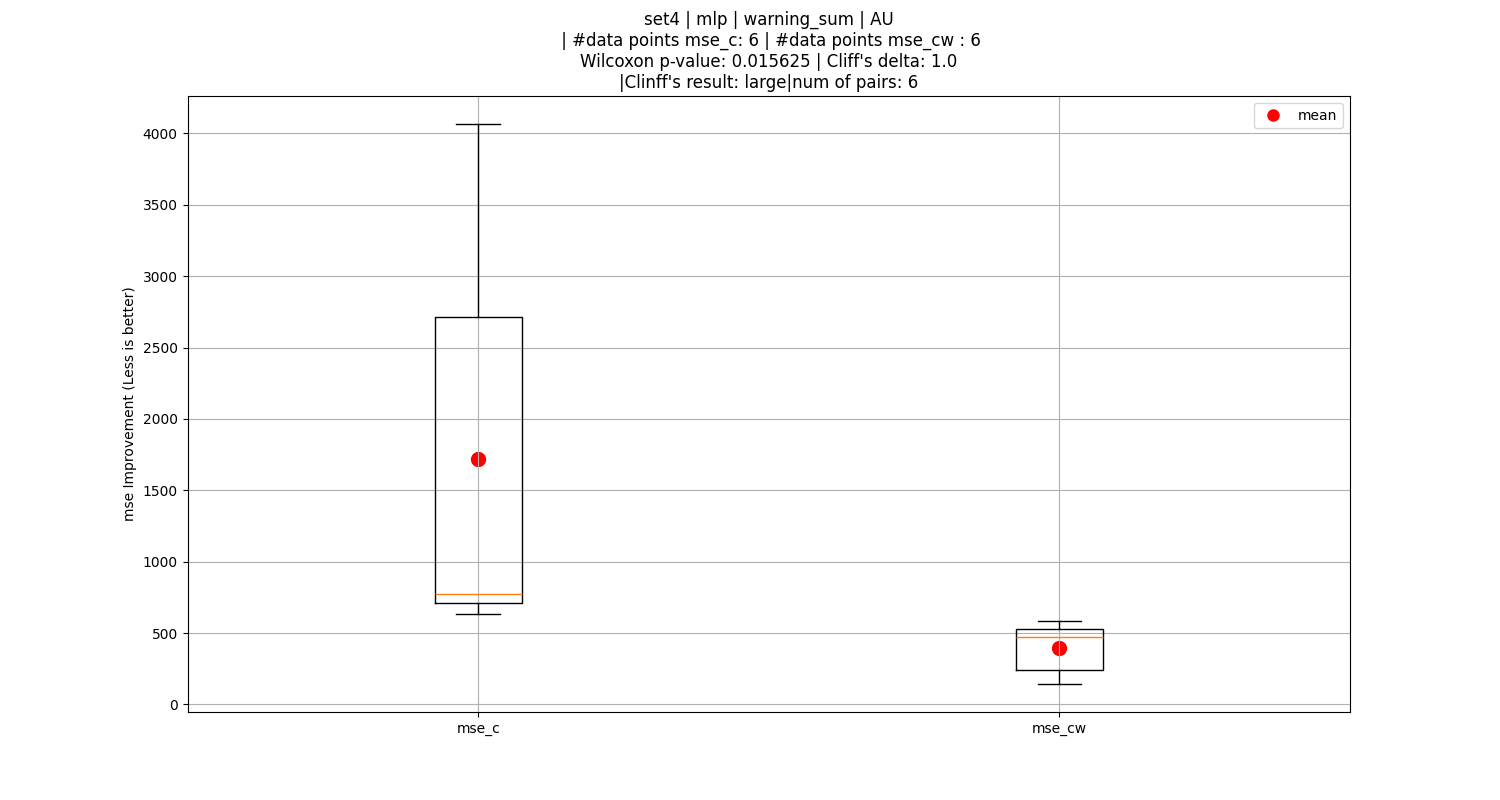 set4 | mlp | warning_sum | AU
| #data points mse_c: 6 | #data points mse_cw : 6
Wilcoxon p-value: 0.015625 | Cliff's delta: 1.0
|Clinff's result: large|num of pairs: 6
mean
4000
3500
3000
2500
2000
1500
1000
500
0
mse Improvement (Less is better)
mse_c
mse_cw